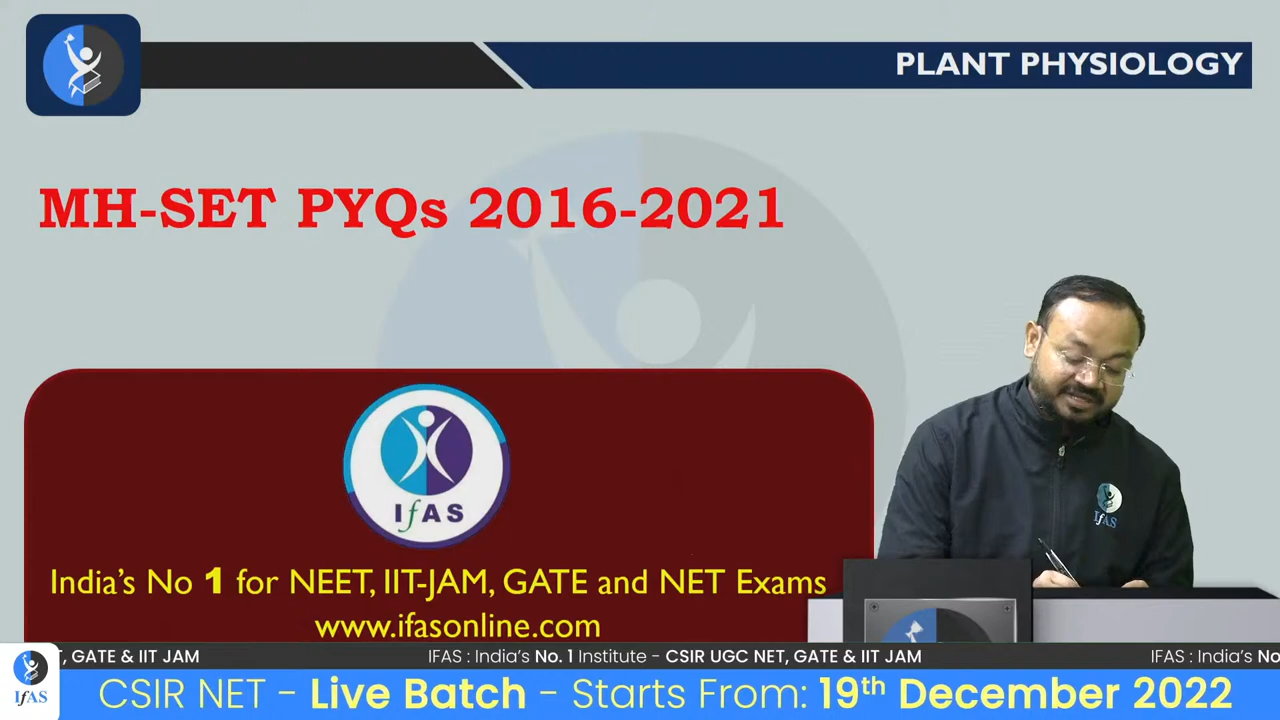 PLANT PHYSIOLOGY
MH-SET PYQs 2016-2021
IfAS
India's No 1 for NEET, IIT-JAM, GATE and NET Exams
www.ifasonline.com
IfAS
T, GATE & IIT JAM
IFAS : India's No. 1 Institute - CSIR UGC NET, GATE & IIT JAM
IFAS : India's No
IfAS
CSIR NET - Live Batch - Starts From: 19th December 2022